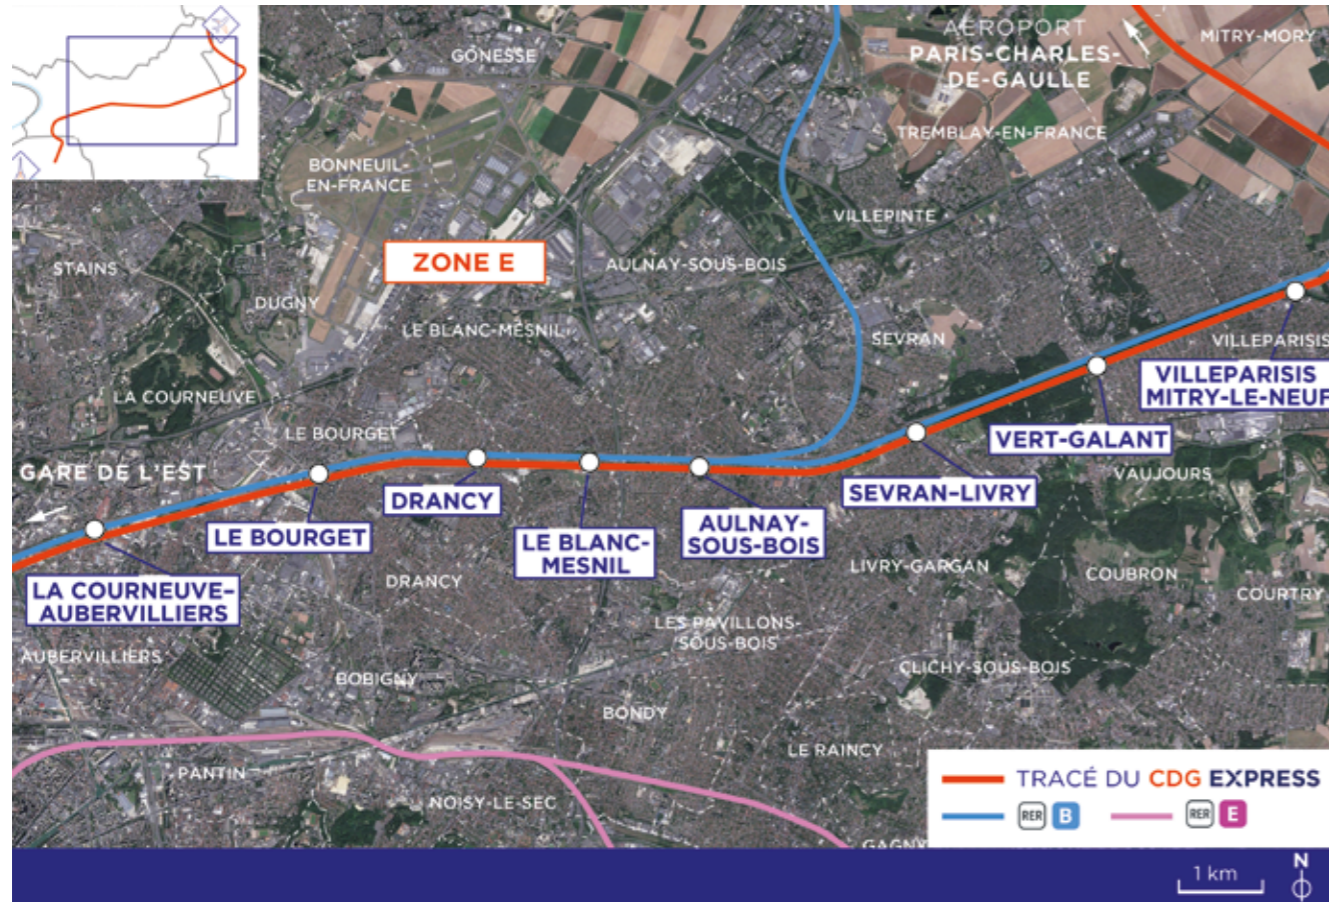 GONESSE
AÉROPORT
PARIS-CHARLES-
DE-GAULLE
MITRY-MORY
TREMBLAY-EN-FRANCE
BONNEUIL-
EN-FRANCE
VILLEPINTE
ZONE E
AULNAY-SOUS-BOIS
STAINS
DUGNY
LE BLANC-MESNIL
SEVRAN
VILLEPARISIS
VILLEPARISIS
MITRY-LE-NEUF
LA COURNEUVE
LE BOURGET
VERT-GALANT
GARE DE L'EST
VAUJOURS
DRANCY
SEVRAN-LIVRY
LE BOURGET
AULNAY-
SOUS-BOIS
LE BLANC-
MESNIL
LIVRY-GARGAN
COUBRON
DRANCY
COURTRY
LA COURNEUVE-
AUBERVILLIERS
LES PAVILLONS-
SOUS-BOIS
AUBERVILLIERS
CLICHY-SOUS-BOIS
BOBIGNY
BONDY
LE RAINCY
PANTIN
NOISY-LE-SEC
TRACÉ DU CDG EXPRESS
RER B RER E
1 km
N